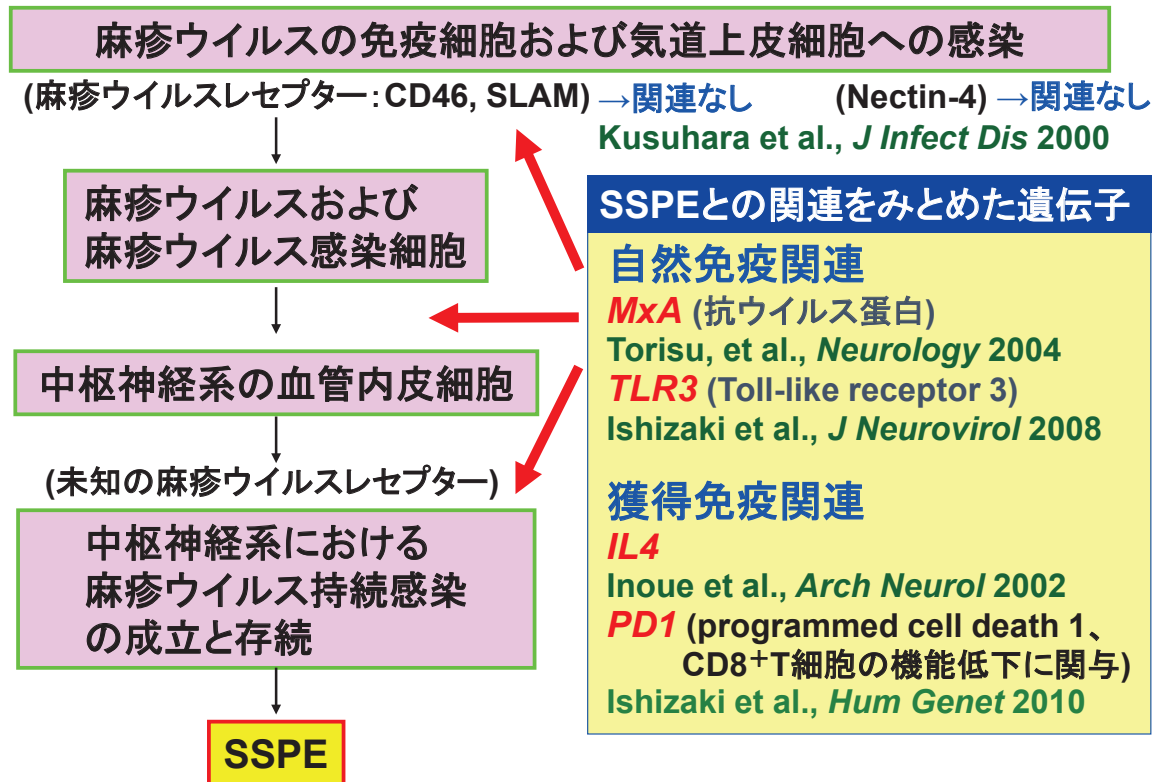 麻疹ウイルスの免疫細胞および気道上皮細胞への感染
(麻疹ウイルスレセプター：CD46, SLAM) →関連なし (Nectin-4) →関連なし
Kusuhara et al., J Infect Dis 2000
麻疹ウイルスおよび
麻疹ウイルス感染細胞
中枢神経系の血管内皮細胞
(未知の麻疹ウイルスレセプター)
中枢神経系における
麻疹ウイルス持続感染
の成立と存続
SSPE
SSPEとの関連をみとめた遺伝子
自然免疫関連
MxA (抗ウイルス蛋白)
Torisu, et al., Neurology 2004
TLR3 (Toll-like receptor 3)
Ishizaki et al., J Neurovirol 2008
獲得免疫関連
IL4
Inoue et al., Arch Neurol 2002
PD1 (programmed cell death 1、
CD8⁺T細胞の機能低下に関与)
Ishizaki et al., Hum Genet 2010